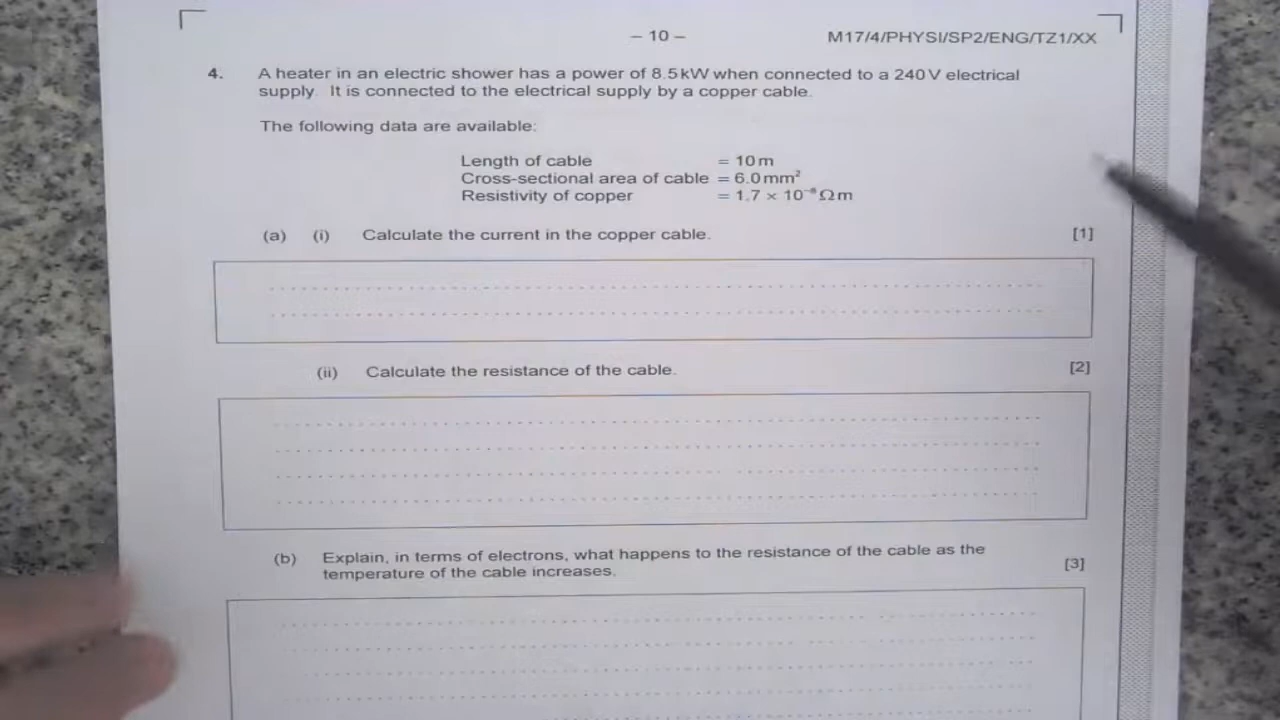 – 10 –
M17/4/PHYSI/SP2/ENG/TZ1/XX
4. A heater in an electric shower has a power of 8.5 kW when connected to a 240 V electrical
supply. It is connected to the electrical supply by a copper cable.
The following data are available:
Length of cable = 10 m
Cross-sectional area of cable = 6.0 mm²
Resistivity of copper = 1.7 × 10⁻⁸ Ω m
(a) (i) Calculate the current in the copper cable. [1]
(ii) Calculate the resistance of the cable. [2]
(b) Explain, in terms of electrons, what happens to the resistance of the cable as the
temperature of the cable increases. [3]